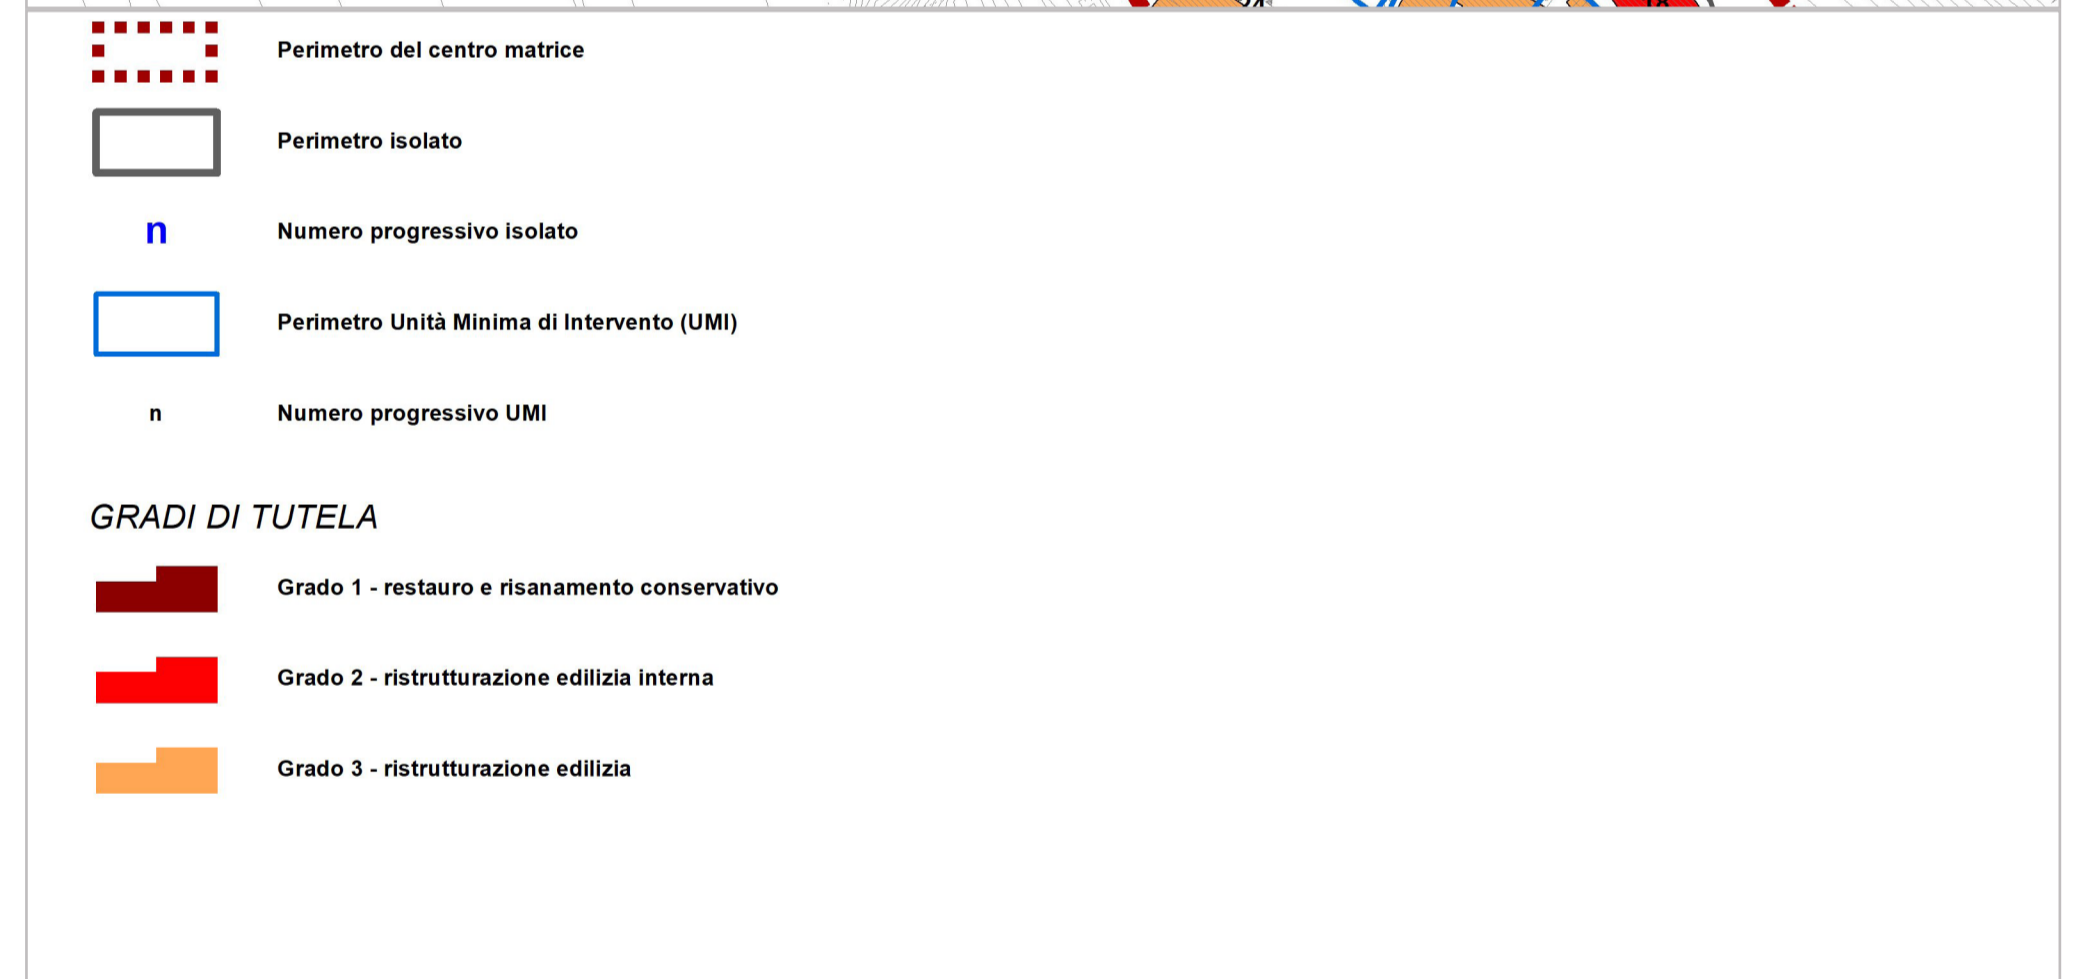 Perimetro del centro matrice
Perimetro isolato
n Numero progressivo isolato
Perimetro Unità Minima di Intervento (UMI)
n Numero progressivo UMI
GRADI DI TUTELA
Grado 1 - restauro e risanamento conservativo
Grado 2 - ristrutturazione edilizia interna
Grado 3 - ristrutturazione edilizia